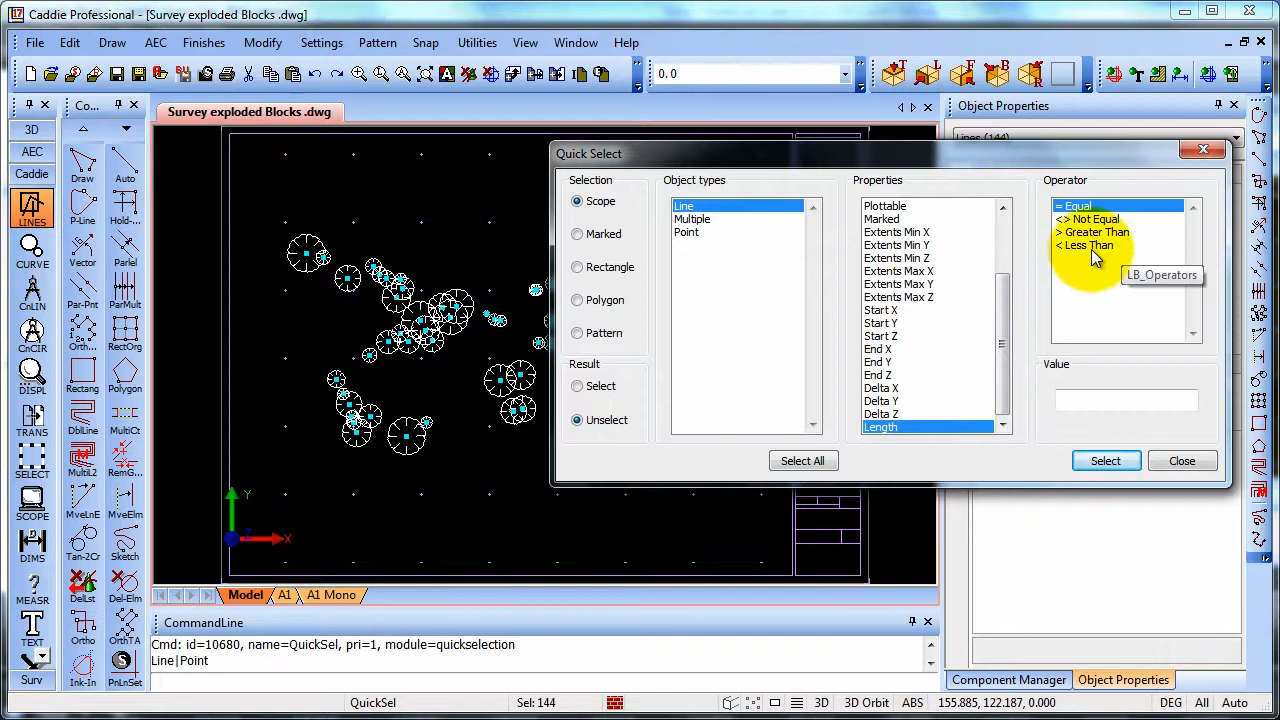 Caddie Professional - [Survey exploded Blocks .dwg]
File Edit Draw AEC Finishes Modify Settings Pattern Snap Utilities View Window Help
0. 0
Co...
Survey exploded Blocks .dwg
Object Properties
3D
AEC
Caddie
LINES
CURVE
CnLIN
CnCIR
DISPL
TRANS
SELECT
SCOPE
DIMS
MEASR
TEXT
Surv
Draw Auto
P-Line Hold-...
Vector Parlel
ParMult
Orth... RectOrg
Rectang Polygon
DblLine MultiCt
MultiL2 RemG...
MveLnE MveElm
Tan-2Cr Sketch
DelLst Del-Elm
Ortho OrthTA
Ink-In PnLnSet
Lines (144)
Quick Select
Selection
Scope
Marked
Rectangle
Polygon
Pattern
Result
Select
Unselect
Object types
Line
Multiple
Point
Select All
Properties
Plottable
Marked
Extents Min X
Extents Min Y
Extents Min Z
Extents Max X
Extents Max Y
Extents Max Z
Start X
Start Y
Start Z
End X
End Y
End Z
Delta X
Delta Y
Delta Z
Length
Operator
= Equal
<> Not Equal
> Greater Than
< Less Than
LB_Operators
Value
Select
Close
Y
Z
X
Model A1 A1 Mono
CommandLine
Cmd: id=10680, name=QuickSel, pri=1, module=quickselection
Line|Point
Component Manager Object Properties
QuickSel Sel: 144 3D 3D Orbit ABS 155.885, 122.187, 0.000 DEG All Auto